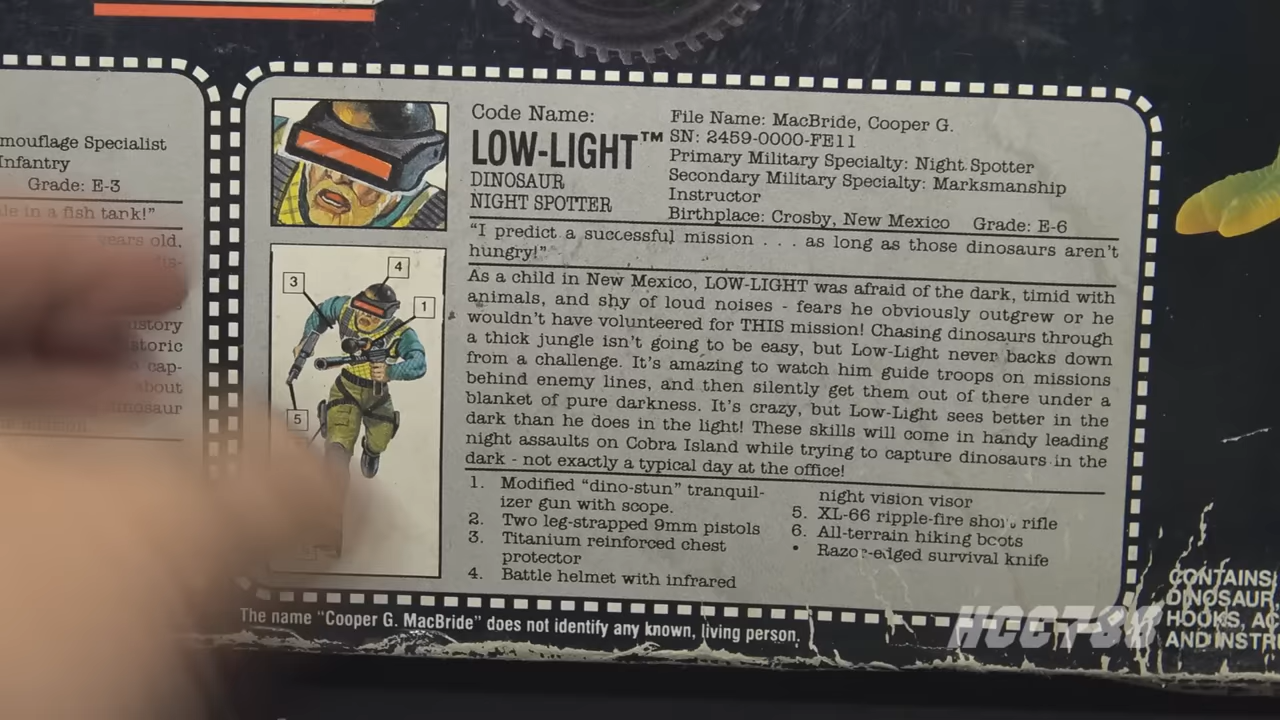 mouflage Specialist
Infantry
Grade: E-3
le in a fish tank!"
years old.
fis-
istory
storic
cap-
about
inosaur
mission.
Code Name:
LOW-LIGHT™
DINOSAUR
NIGHT SPOTTER
File Name: MacBride, Cooper G.
SN: 2459-0000-FE11
Primary Military Specialty: Night Spotter
Secondary Military Specialty: Marksmanship
Instructor
Birthplace: Crosby, New Mexico Grade: E-6
"I predict a successful mission . . . as long as those dinosaurs aren't
hungry!"
As a child in New Mexico, LOW-LIGHT was afraid of the dark, timid with
animals, and shy of loud noises - fears he obviously outgrew or he
wouldn't have volunteered for THIS mission! Chasing dinosaurs through
a thick jungle isn't going to be easy, but Low-Light never backs down
from a challenge. It's amazing to watch him guide troops on missions
behind enemy lines, and then silently get them out of there under a
blanket of pure darkness. It's crazy, but Low-Light sees better in the
dark than he does in the light! These skills will come in handy leading
night assaults on Cobra Island while trying to capture dinosaurs in the
dark - not exactly a typical day at the office!
4
3
1
5
1. Modified "dino-stun" tranquil-
izer gun with scope.
2. Two leg-strapped 9mm pistols
3. Titanium reinforced chest
protector
4. Battle helmet with infrared
night vision visor
5. XL-66 ripple-fire short rifle
6. All-terrain hiking boots
• Razor-edged survival knife
The name "Cooper G. MacBride" does not identify any known, living person.
CONTAINS
DINOSAUR,
HOOKS, AC
AND INSTR
HCC788